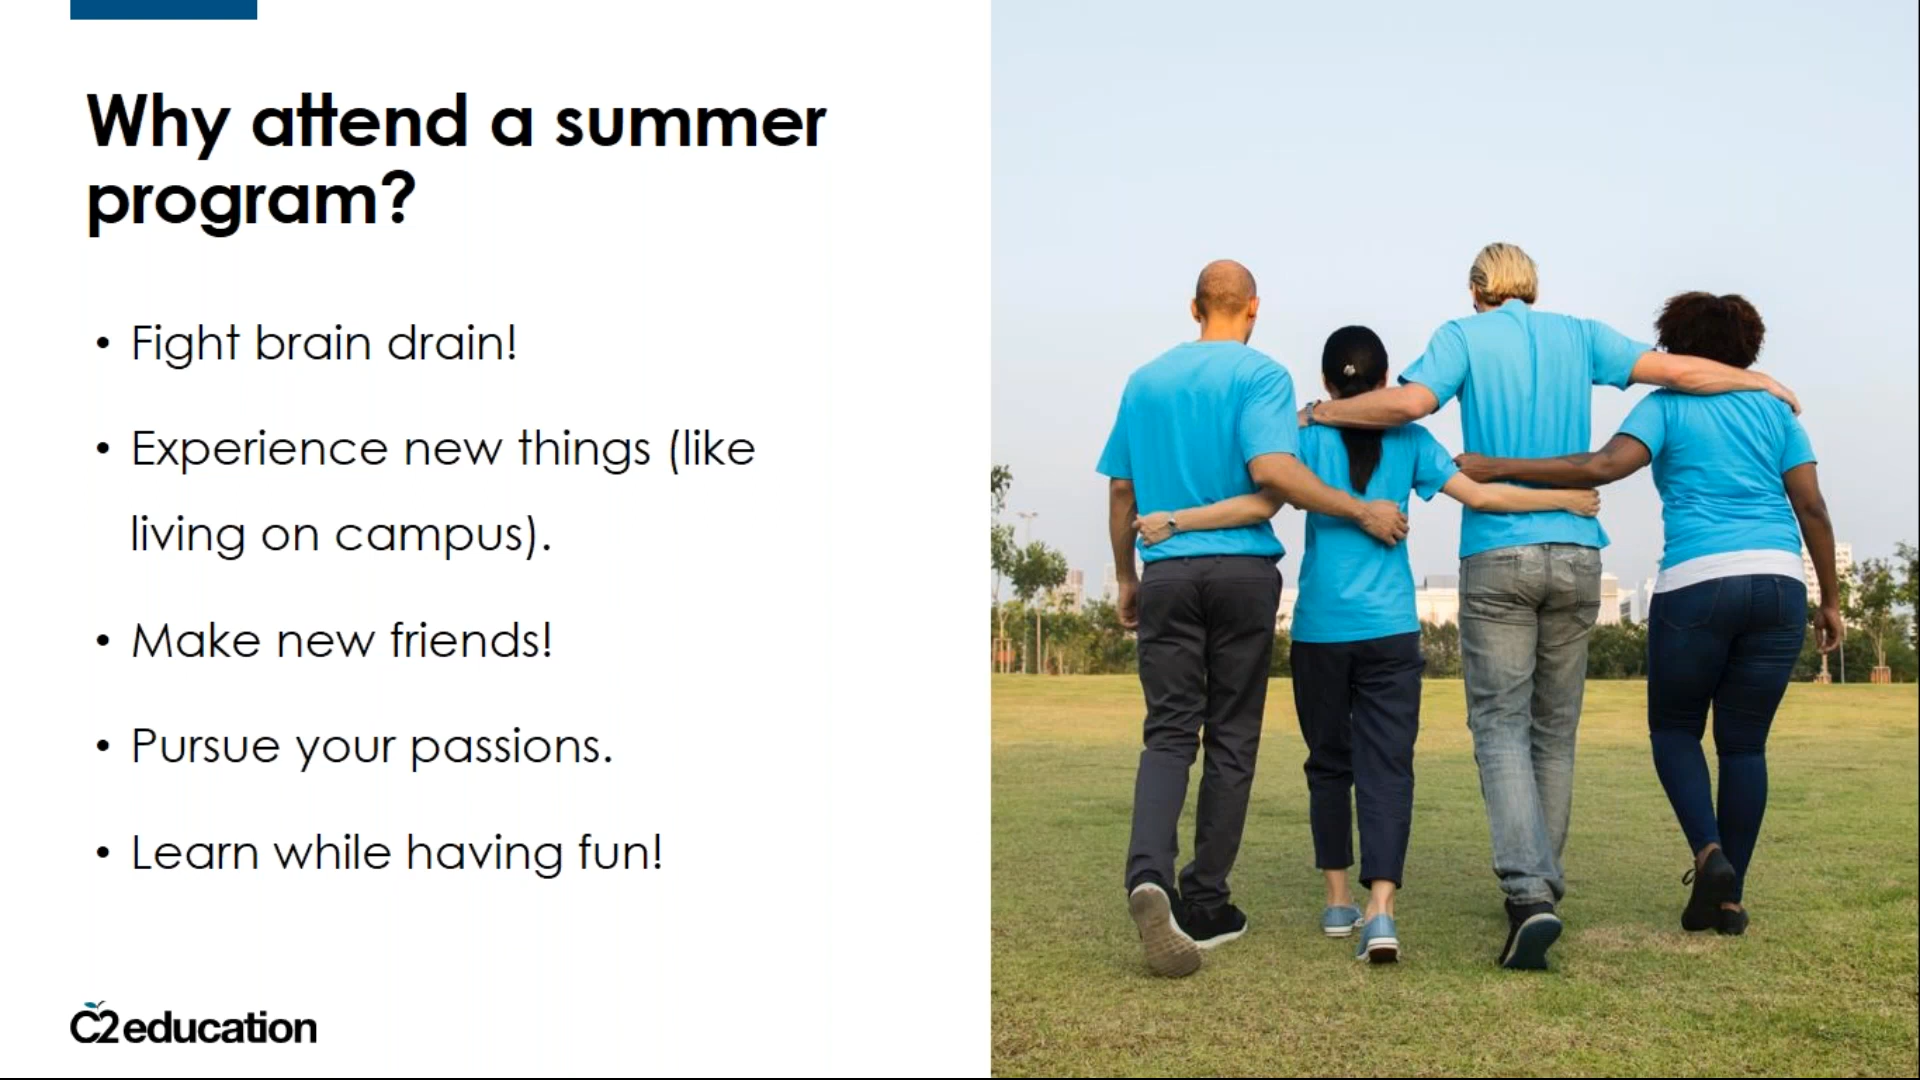 Why attend a summer
program?
• Fight brain drain!
• Experience new things (like
living on campus).
• Make new friends!
• Pursue your passions.
• Learn while having fun!
C2education